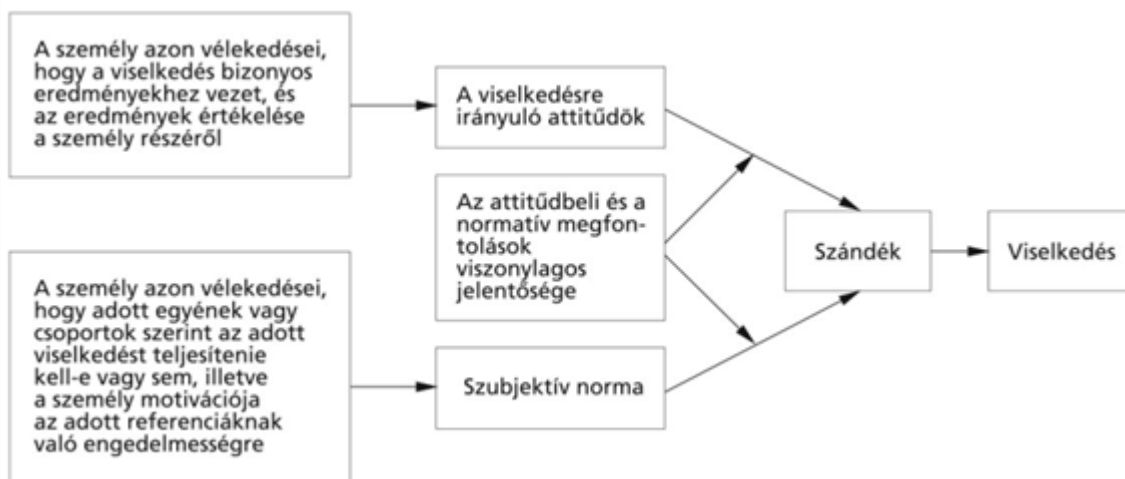 A személy azon vélekedései,
hogy a viselkedés bizonyos
eredményekhez vezet, és
az eredmények értékelése
a személy részéről
A viselkedésre
irányuló attitűdök
Az attitűdbeli és a
normatív megfon-
tolások
viszonylagos
jelentősége
Szándék
Viselkedés
A személy azon vélekedései,
hogy adott egyének vagy
csoportok szerint az adott
viselkedést teljesítenie
kell-e vagy sem, illetve
a személy motivációja
az adott referenciáknak
való engedelmességre
Szubjektív norma